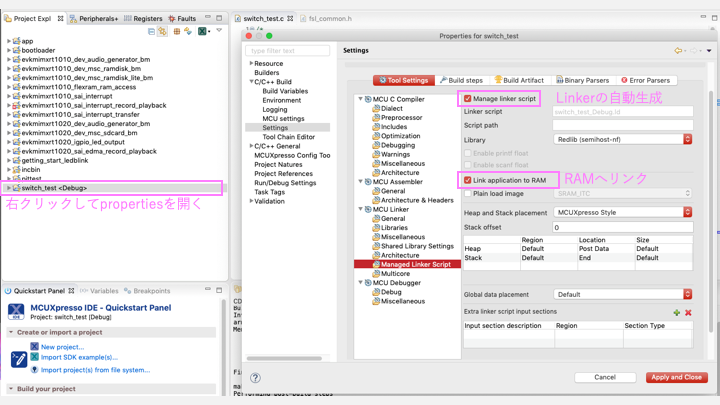 Project Expl
Peripherals+
Registers
Faults
app
bootloader
evkmimxrt1010_dev_audio_generator_bm
evkmimxrt1010_dev_msc_ramdisk_bm
evkmimxrt1010_dev_msc_ramdisk_lite_bm
evkmimxrt1010_flexram_ram_access
evkmimxrt1010_sai_interrupt
evkmimxrt1010_sai_interrupt_record_playback
evkmimxrt1010_sai_interrupt_transfer
evkmimxrt1020_dev_audio_generator_bm
evkmimxrt1020_dev_msc_sdcard_bm
evkmimxrt1020_igpio_led_output
evkmimxrt1020_sai_edma_record_playback
getting_start_ledblink
incbin
switch_test <Debug>
右クリックしてpropertiesを開く
Quickstart Panel
Variables
Breakpoints
IDE
MCUXpresso IDE - Quickstart Panel
Project: switch_test [Debug]
Create or import a project
New project...
Import SDK example(s)...
Import project(s) from file system...
Build your project
switch_test.c
fsl_common.h
Properties for switch_test
type filter text
Resource
Builders
C/C++ Build
Build Variables
Environment
Logging
MCU settings
Settings
Tool Chain Editor
C/C++ General
MCUXpresso Config Too
Project Natures
Project References
Run/Debug Settings
Task Tags
Validation
Settings
Tool Settings
Build steps
Build Artifact
Binary Parsers
Error Parsers
MCU C Compiler
Dialect
Preprocessor
Includes
Optimization
Debugging
Warnings
Miscellaneous
Architecture
MCU Assembler
General
Architecture & Headers
MCU Linker
General
Libraries
Miscellaneous
Shared Library Settings
Architecture
Managed Linker Script
Multicore
MCU Debugger
Debug
Miscellaneous
Manage linker script
Linkerの自動生成
Linker script
switch_test_Debug.ld
Script path
Library
Redlib (semihost-nf)
Enable printf float
Enable scanf float
Link application to RAM
RAMへリンク
Plain load image
SRAM_ITC
Heap and Stack placement
MCUXpresso Style
Stack offset
0
Region Location Size
Heap Default Post Data Default
Stack Default End Default
Global data placement
Default
Extra linker script input sections
Input section description Region Section Type
Cancel
Apply and Close